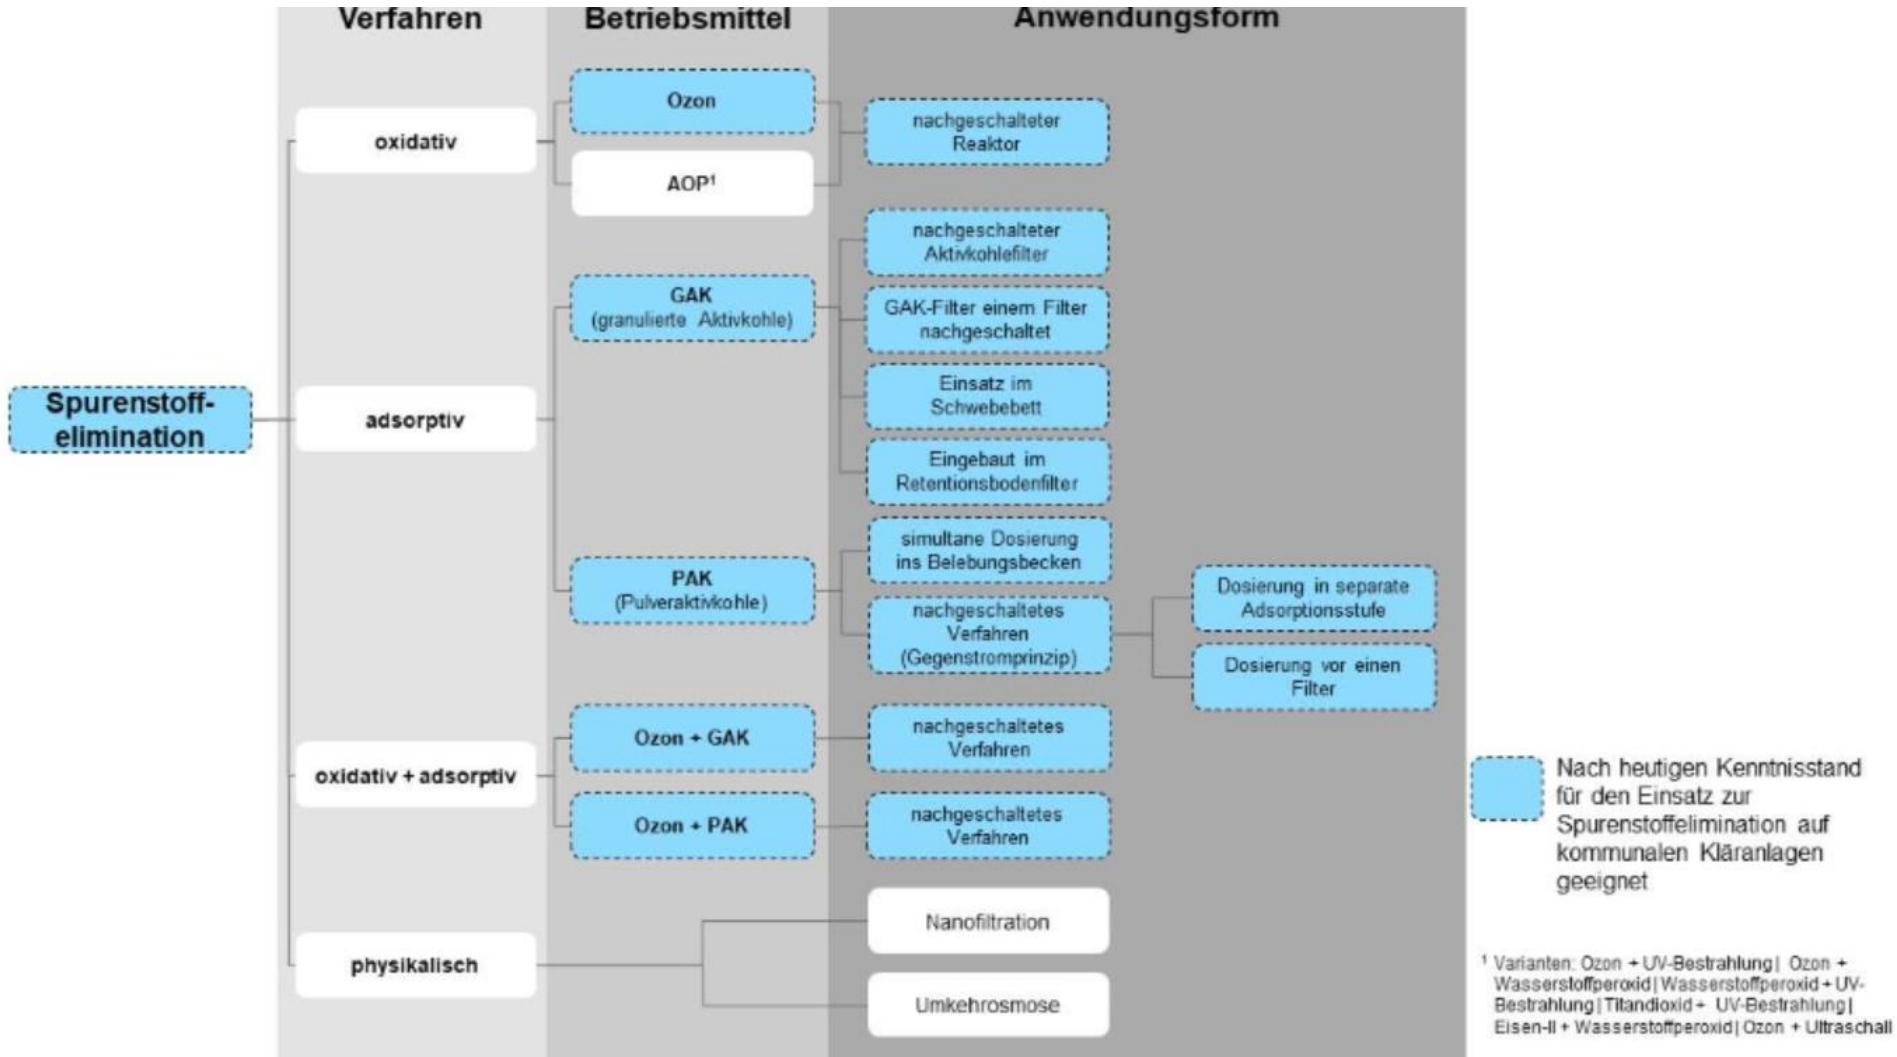 Verfahren
Betriebsmittel
Anwendungsform
Spurenstoff-
elimination
oxidativ
Ozon
AOP¹
nachgeschalteter
Reaktor
adsorptiv
GAK
(granulierte Aktivkohle)
nachgeschalteter
Aktivkohlefilter
GAK-Filter einem Filter
nachgeschaltet
Einsatz im
Schwebebett
Eingebaut im
Retentionsbodenfilter
PAK
(Pulveraktivkohle)
simultane Dosierung
ins Belebungsbecken
nachgeschaltetes
Verfahren
(Gegenstromprinzip)
Dosierung in separate
Adsorptionsstufe
Dosierung vor einen
Filter
oxidativ + adsorptiv
Ozon + GAK
nachgeschaltetes
Verfahren
Ozon + PAK
nachgeschaltetes
Verfahren
physikalisch
Nanofiltration
Umkehrosmose
Nach heutigen Kenntnisstand
für den Einsatz zur
Spurenstoffelimination auf
kommunalen Kläranlagen
geeignet
¹ Varianten: Ozon + UV-Bestrahlung| Ozon +
Wasserstoffperoxid|Wasserstoffperoxid + UV-
Bestrahlung|Titandioxid + UV-Bestrahlung|
Eisen-II + Wasserstoffperoxid|Ozon + Ultraschall